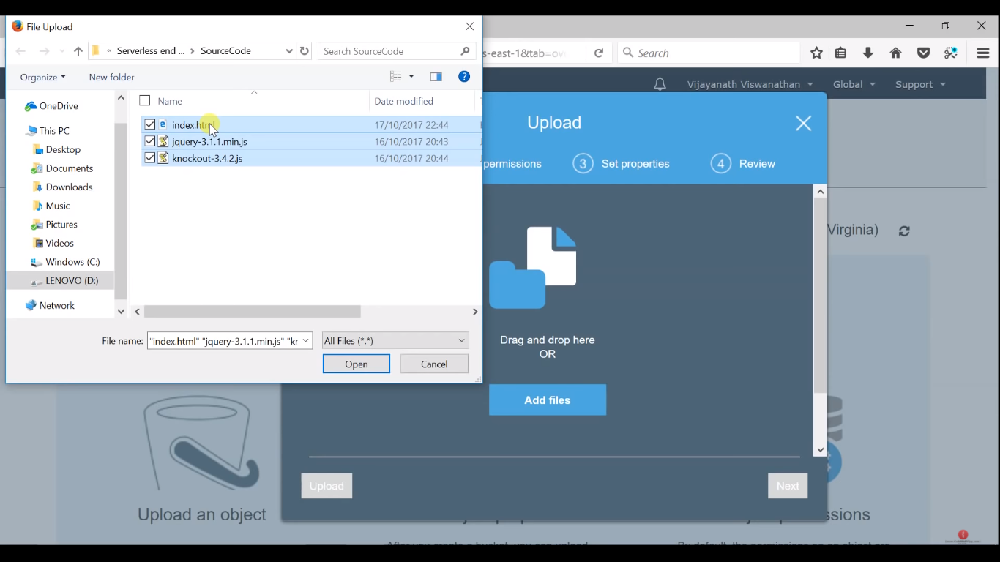 File Upload
« Serverless end ... > SourceCode
Search SourceCode
s-east-1&tab=ov
Search
Organize
New folder
Vijayanath Viswanathan
Global
Support
OneDrive
This PC
Desktop
Documents
Downloads
Music
Pictures
Videos
Windows (C:)
LENOVO (D:)
Network
Name
Date modified
index.html
17/10/2017 22:44
jquery-3.1.1.min.js
16/10/2017 20:43
knockout-3.4.2.js
16/10/2017 20:44
File name:
"index.html" "jquery-3.1.1.min.js" "kr
All Files (*.*)
Open
Cancel
Upload
permissions
3 Set properties
4 Review
Virginia)
Drag and drop here
OR
Add files
Upload
Next
Upload an object
ssions